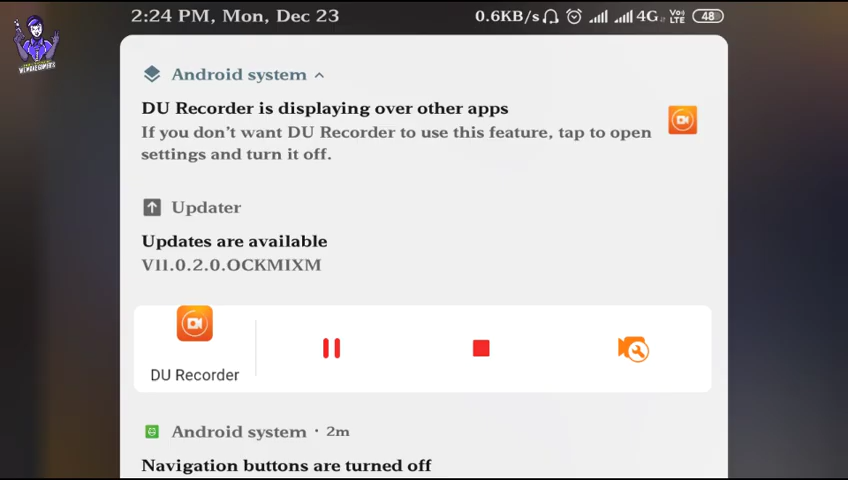 2:24 PM, Mon, Dec 23
0.6KB/s 4G Vo) LTE 48
Android system
DU Recorder is displaying over other apps
If you don't want DU Recorder to use this feature, tap to open
settings and turn it off.
Updater
Updates are available
V11.0.2.0.OCKMIXM
DU Recorder
Android system · 2m
Navigation buttons are turned off